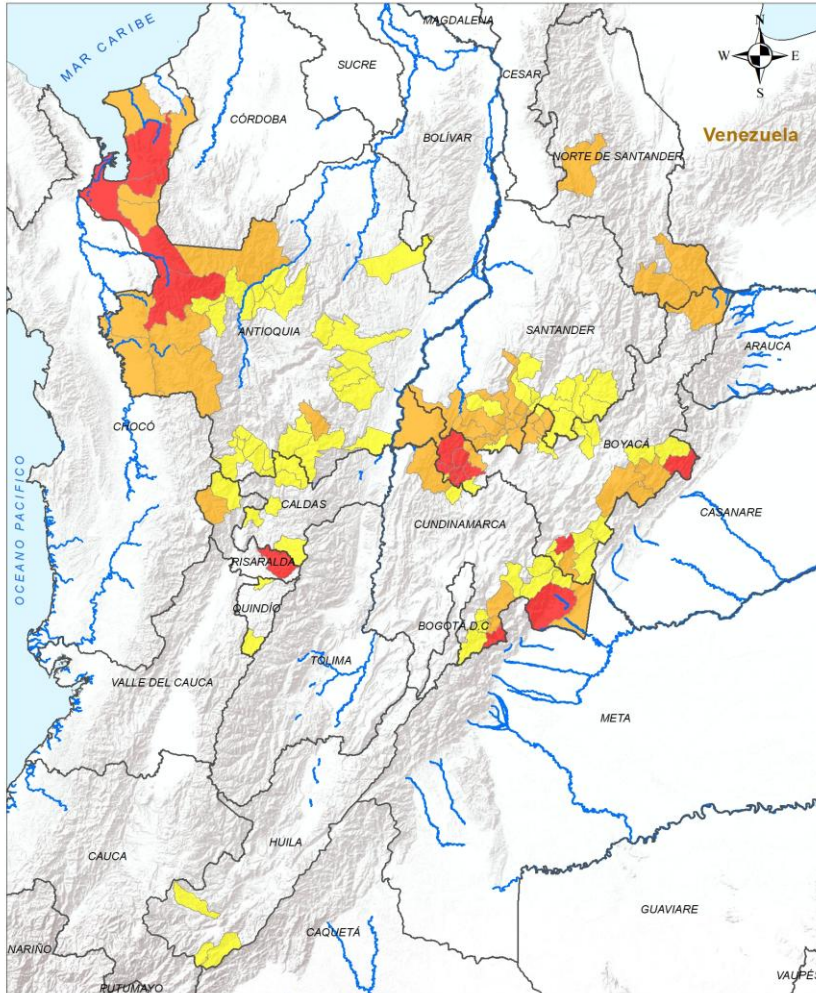 MAGDALENA
N
W E
S
MAR CARIBE
SUCRE
CESAR
CÓRDOBA
BOLÍVAR
Venezuela
NORTE DE SANTANDER
ANTIOQUIA
SANTANDER
ARAUCA
CHOCÓ
BOYACÁ
CALDAS
CASANARE
CUNDINAMARCA
OCEANO PACIFICO
RISARALDA
QUINDÍO
BOGOTÁ D.C
TOLIMA
VALLE DEL CAUCA
META
HUILA
CAUCA
GUAVIARE
CAQUETÁ
NARIÑO
PUTUMAYO
VAUPÉS